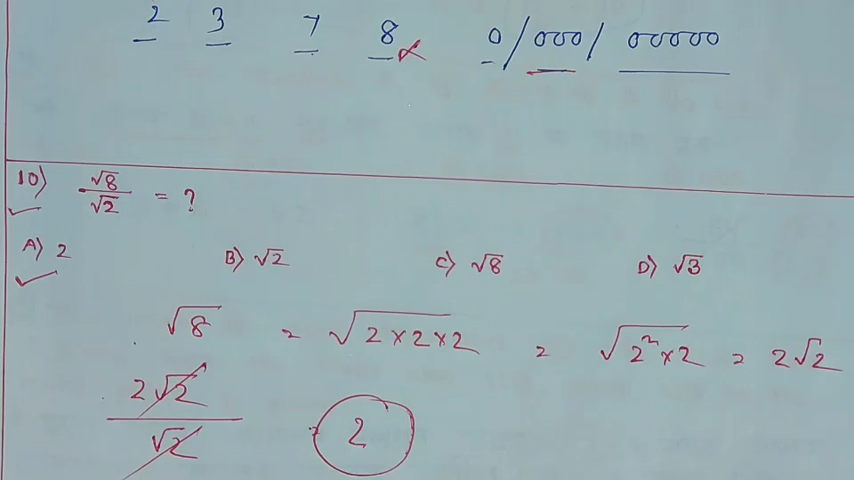 2 3 7 8 0/000/ 00000
10) √8/√2 = ?
A) 2 B) √2 C) √8 D) √3
√8 = √2×2×2 = √2²×2 = 2√2
2√2/√2 = 2